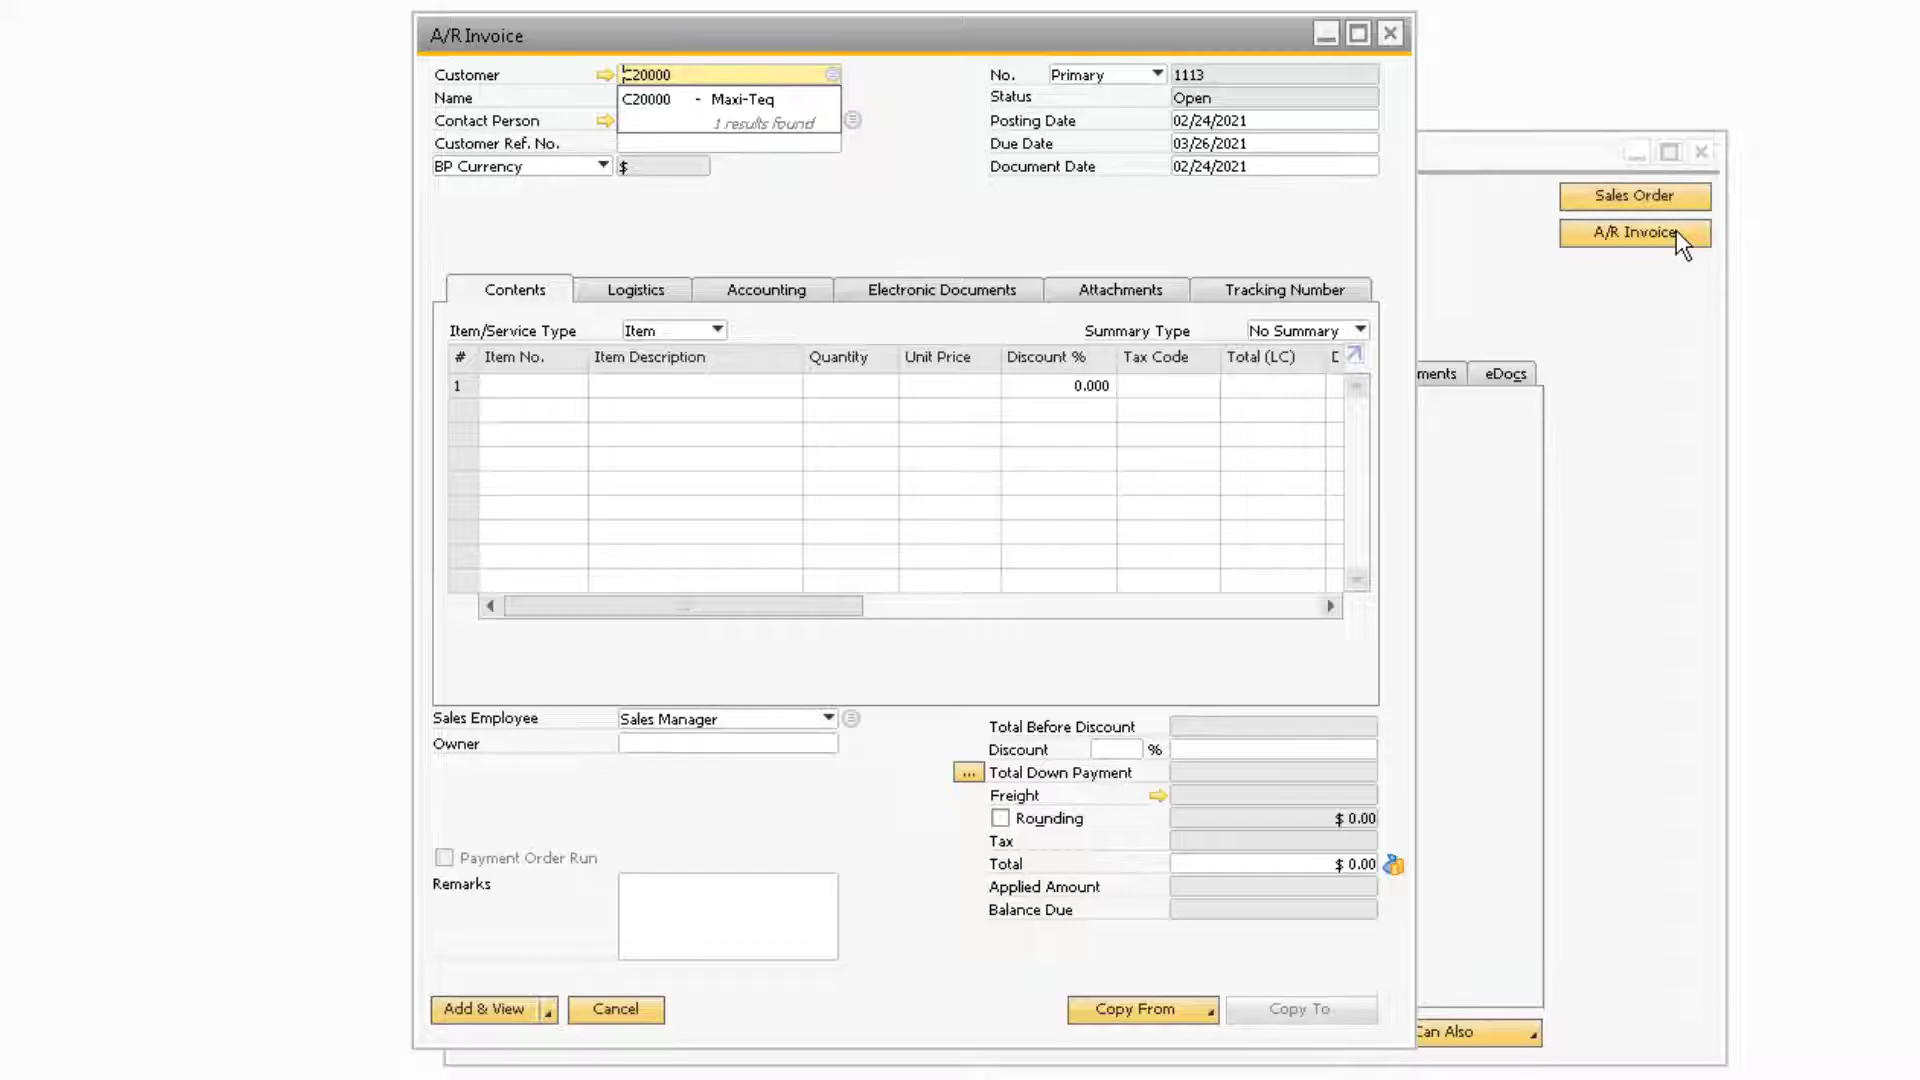 A/R Invoice
Customer C20000
C20000 - Maxi-Teq
1 results found
Name
Contact Person
Customer Ref. No.
BP Currency $
No. Primary 1113
Status Open
Posting Date 02/24/2021
Due Date 03/26/2021
Document Date 02/24/2021
Sales Order
A/R Invoice
Contents Logistics Accounting Electronic Documents Attachments Tracking Number
Item/Service Type Item Summary Type No Summary
# Item No. Item Description Quantity Unit Price Discount % Tax Code Total (LC)
1 0.000
ments eDocs
Sales Employee Sales Manager
Owner
Total Before Discount
Discount %
... Total Down Payment
Freight
Rounding $ 0.00
Tax
Total $ 0.00
Applied Amount
Balance Due
Payment Order Run
Remarks
Add & View Cancel Copy From Copy To
Can Also